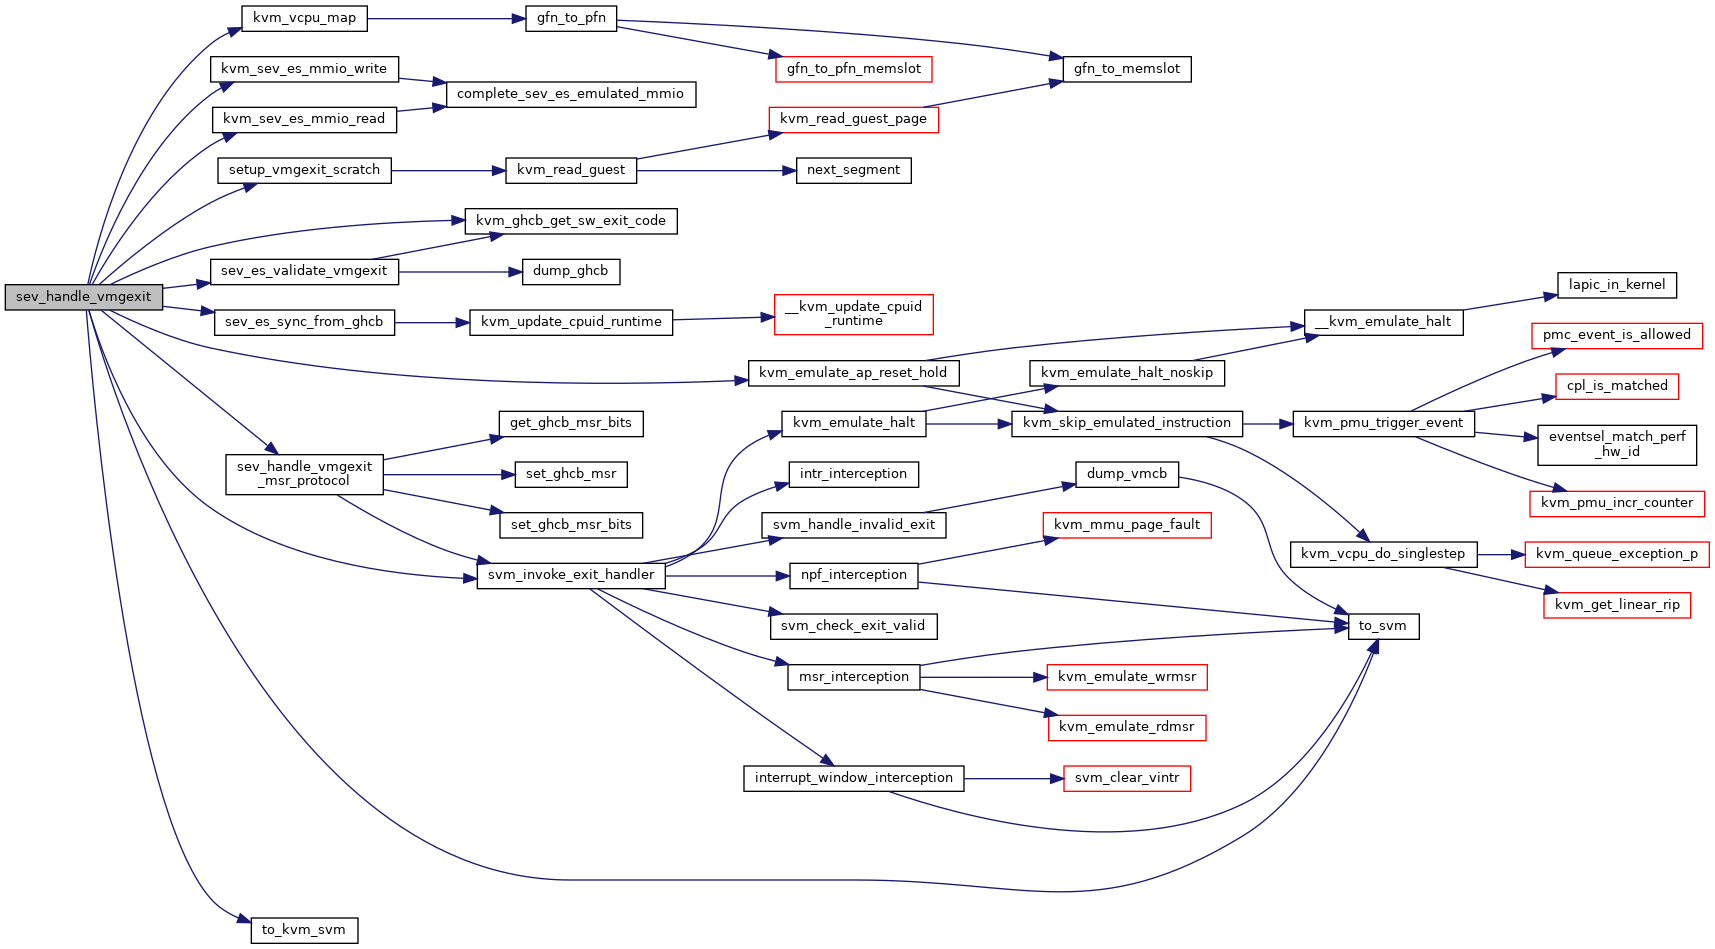 kvm_vcpu_map
gfn_to_pfn
kvm_sev_es_mmio_write
gfn_to_pfn_memslot
gfn_to_memslot
complete_sev_es_emulated_mmio
kvm_sev_es_mmio_read
kvm_read_guest_page
setup_vmgexit_scratch
kvm_read_guest
next_segment
kvm_ghcb_get_sw_exit_code
sev_es_validate_vmgexit
dump_ghcb
lapic_in_kernel
sev_handle_vmgexit
sev_es_sync_from_ghcb
kvm_update_cpuid_runtime
__kvm_update_cpuid
_runtime
__kvm_emulate_halt
pmc_event_is_allowed
kvm_emulate_ap_reset_hold
kvm_emulate_halt_noskip
cpl_is_matched
get_ghcb_msr_bits
kvm_emulate_halt
kvm_skip_emulated_instruction
kvm_pmu_trigger_event
eventsel_match_perf
_hw_id
sev_handle_vmgexit
_msr_protocol
set_ghcb_msr
intr_interception
dump_vmcb
kvm_pmu_incr_counter
set_ghcb_msr_bits
svm_handle_invalid_exit
kvm_mmu_page_fault
kvm_vcpu_do_singlestep
kvm_queue_exception_p
svm_invoke_exit_handler
npf_interception
kvm_get_linear_rip
svm_check_exit_valid
to_svm
msr_interception
kvm_emulate_wrmsr
kvm_emulate_rdmsr
interrupt_window_interception
svm_clear_vintr
to_kvm_svm